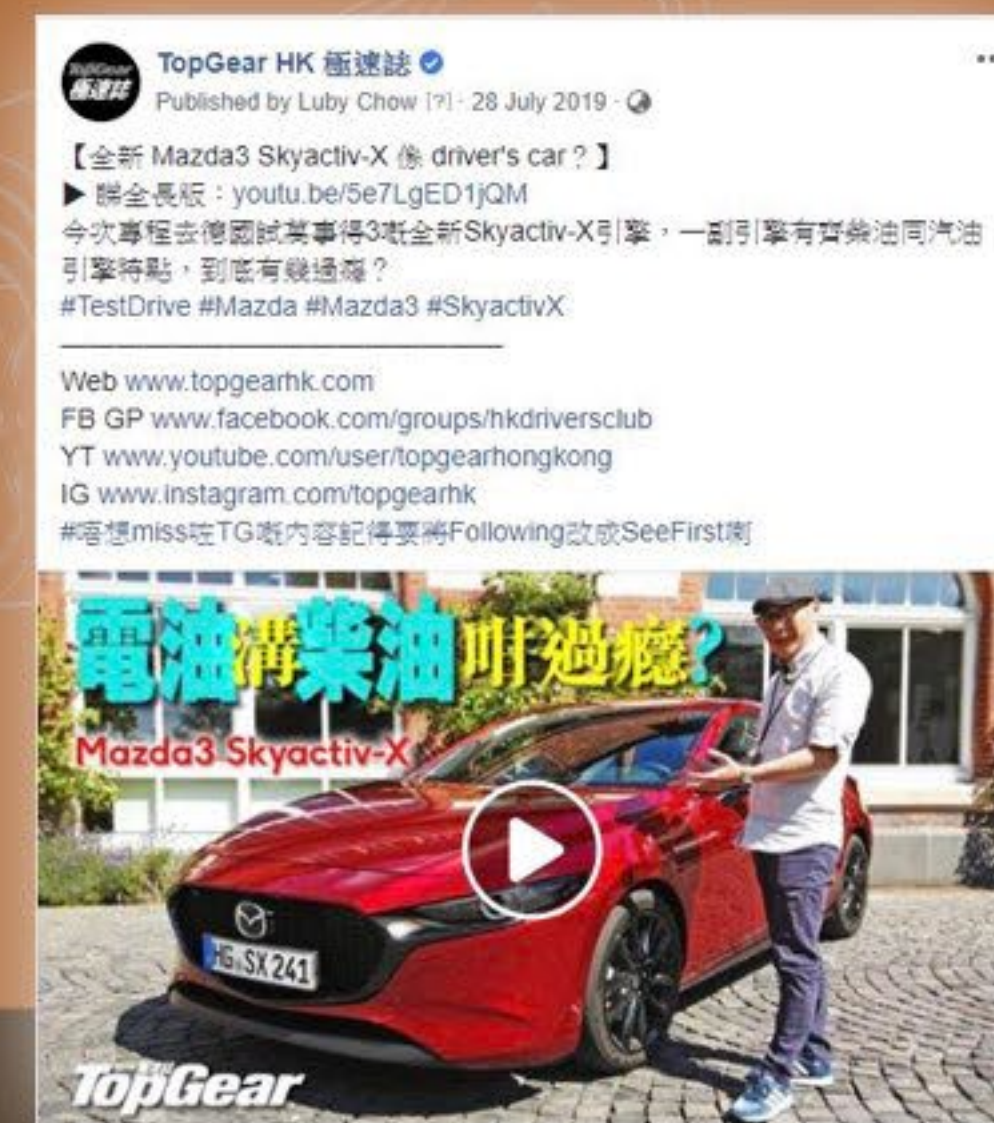 TopGear HK 極速誌
Published by Luby Chow [?] · 28 July 2019 ·
TopGear
極速誌
【全新 Mazda3 Skyactiv-X 係 driver's car？】
▶ 睇全長版：youtu.be/5e7LgED1jQM
今次專程去德國試萬事得3嘅全新Skyactiv-X引擎，一副引擎有齊柴油同汽油
引擎特點，到底有幾過癮？
#TestDrive #Mazda #Mazda3 #SkyactivX
Web www.topgearhk.com
FB GP www.facebook.com/groups/hkdriversclub
YT www.youtube.com/user/topgearhongkong
IG www.instagram.com/topgearhk
#唔想miss咗TG嘅內容記得要將Following改成SeeFirst喇
電油溝柴油咁過癮?
Mazda3 Skyactiv-X
HG SX 241
TopGear